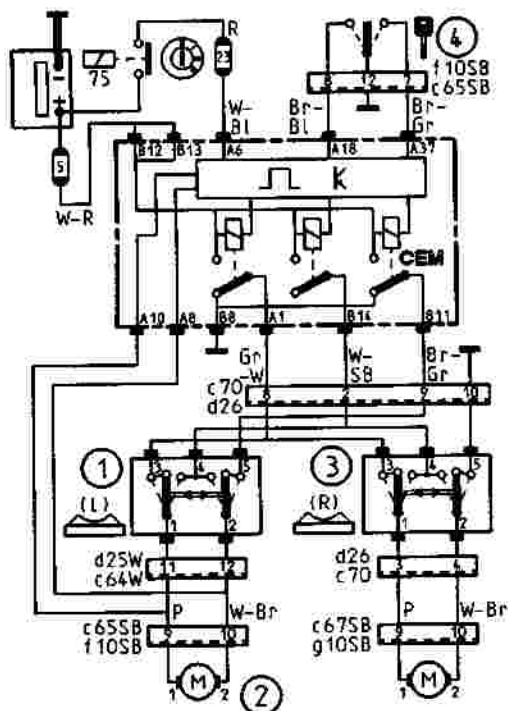 R
23
75
4
8
12
7
f10SB
c65SB
W-
Bl
Br-
Bl
Br-
Gr
5
B12
B13
A6
A18
A37
W-R
K
CEM
A10
A8
B8
A1
B14
B11
Gr
-W
W-
SB
Br-
Gr
c70
d26
8
2
9
10
1
3
4
5
3
3
4
5
(L)
(R)
1
2
1
2
d25W
c64W
11
12
d26
c70
3
4
P
W-Br
P
W-Br
c65SB
f10SB
9
10
c67SB
g10SB
9
10
1
M
2
2
1
M
2